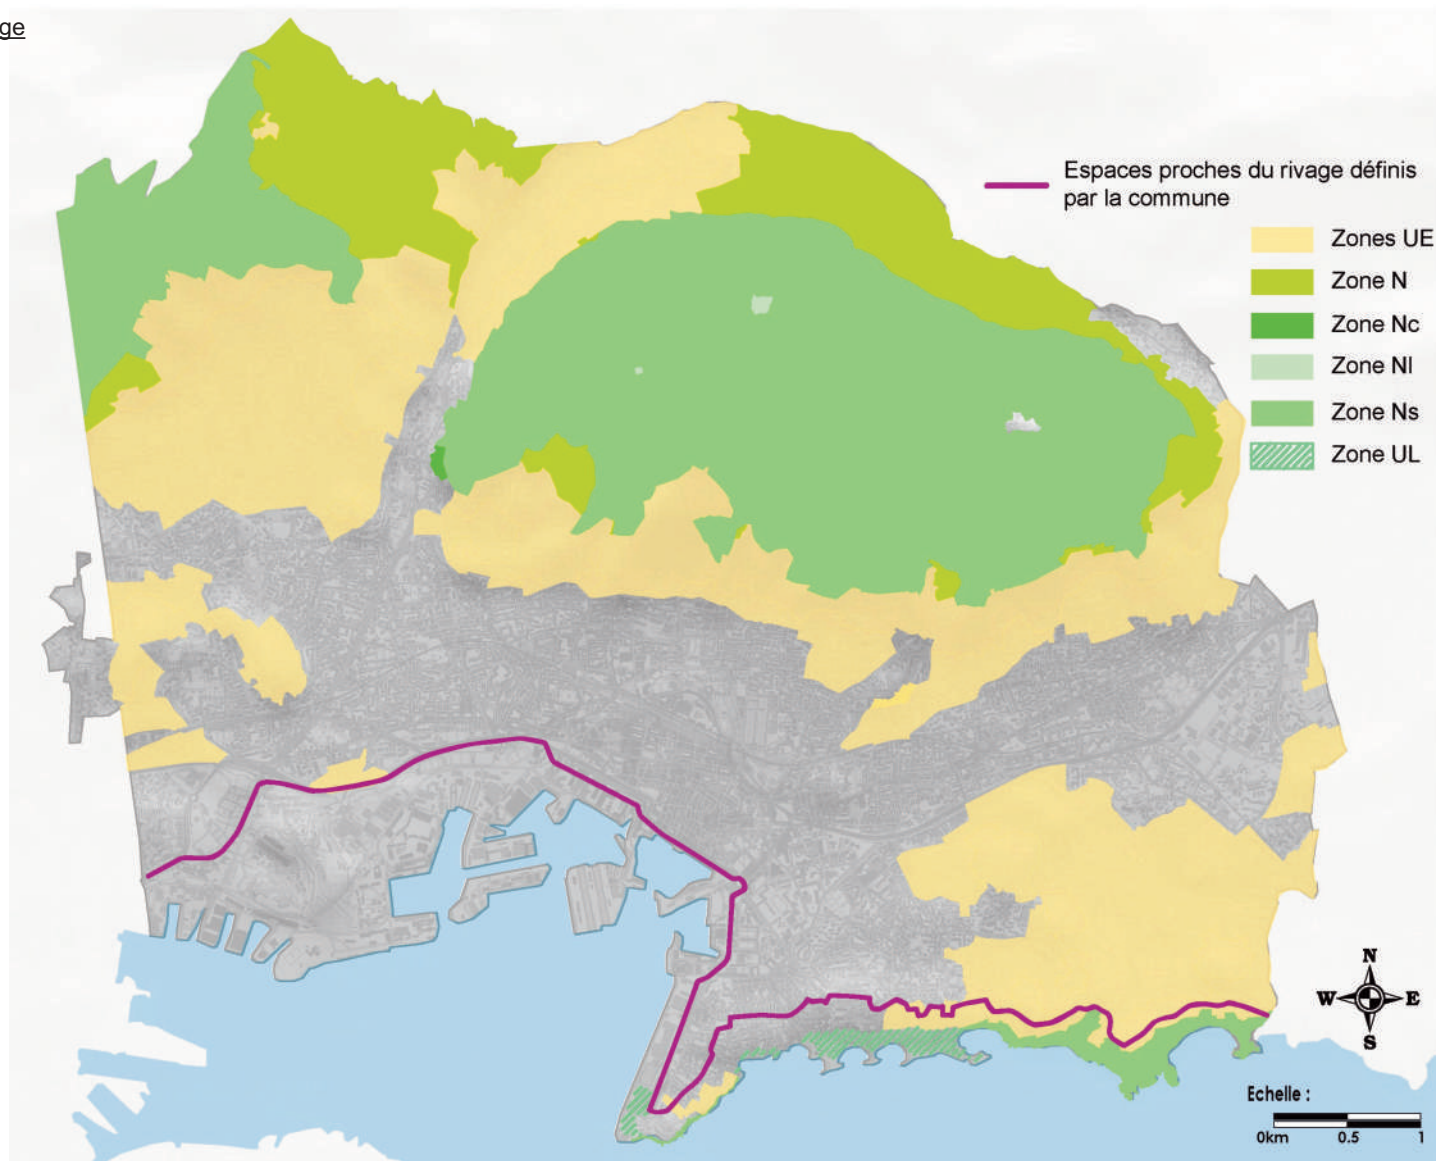 ge
Espaces proches du rivage définis
par la commune
Zones UE
Zone N
Zone Nc
Zone Nl
Zone Ns
Zone UL
N
W E
S
Echelle :
0km 0.5 1